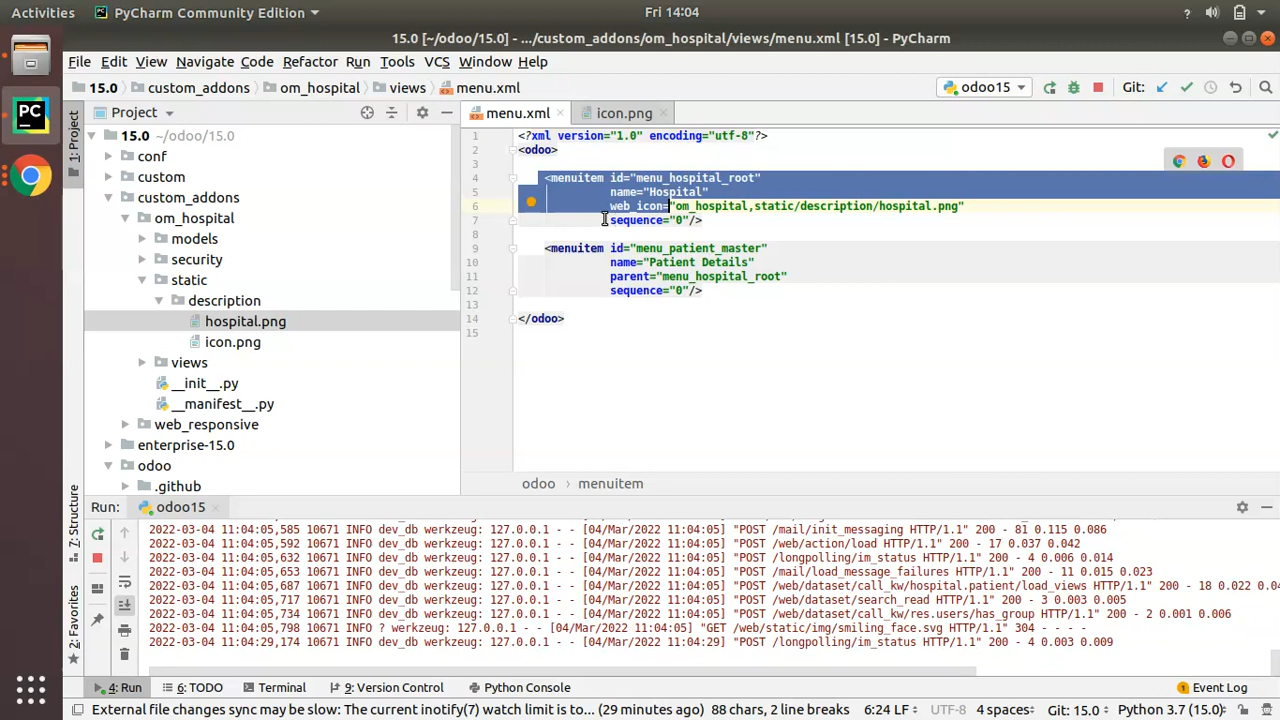 Activities
PyCharm Community Edition
Fri 14:04
?
15.0 [~/odoo/15.0] - .../custom_addons/om_hospital/views/menu.xml [15.0] - PyCharm
File Edit View Navigate Code Refactor Run Tools VCS Window Help
15.0 custom_addons om_hospital views menu.xml
odoo15
Git:
Project
menu.xml
icon.png
1: Project
7: Structure
2: Favorites
15.0 ~/odoo/15.0
conf
custom
custom_addons
om_hospital
models
security
static
description
hospital.png
icon.png
views
__init__.py
__manifest__.py
web_responsive
enterprise-15.0
odoo
.github
1 <?xml version="1.0" encoding="utf-8"?>
2 <odoo>
3
4 <menuitem id="menu_hospital_root"
5 name="Hospital"
6 web_icon="om_hospital,static/description/hospital.png"
7 sequence="0"/>
8
9 <menuitem id="menu_patient_master"
10 name="Patient Details"
11 parent="menu_hospital_root"
12 sequence="0"/>
13
14 </odoo>
15
odoo menuitem
Run: odoo15
2022-03-04 11:04:05,585 10671 INFO dev_db werkzeug: 127.0.0.1 - - [04/Mar/2022 11:04:05] "POST /mail/init_messaging HTTP/1.1" 200 - 81 0.115 0.086
2022-03-04 11:04:05,592 10671 INFO dev_db werkzeug: 127.0.0.1 - - [04/Mar/2022 11:04:05] "POST /web/action/load HTTP/1.1" 200 - 17 0.037 0.042
2022-03-04 11:04:05,632 10671 INFO dev_db werkzeug: 127.0.0.1 - - [04/Mar/2022 11:04:05] "POST /longpolling/im_status HTTP/1.1" 200 - 4 0.006 0.014
2022-03-04 11:04:05,653 10671 INFO dev_db werkzeug: 127.0.0.1 - - [04/Mar/2022 11:04:05] "POST /mail/load_message_failures HTTP/1.1" 200 - 11 0.015 0.023
2022-03-04 11:04:05,687 10671 INFO dev_db werkzeug: 127.0.0.1 - - [04/Mar/2022 11:04:05] "POST /web/dataset/call_kw/hospital.patient/load_views HTTP/1.1" 200 - 18 0.022 0.04
2022-03-04 11:04:05,717 10671 INFO dev_db werkzeug: 127.0.0.1 - - [04/Mar/2022 11:04:05] "POST /web/dataset/search_read HTTP/1.1" 200 - 3 0.003 0.005
2022-03-04 11:04:05,734 10671 INFO dev_db werkzeug: 127.0.0.1 - - [04/Mar/2022 11:04:05] "POST /web/dataset/call_kw/res.users/has_group HTTP/1.1" 200 - 2 0.001 0.006
2022-03-04 11:04:05,798 10671 INFO ? werkzeug: 127.0.0.1 - - [04/Mar/2022 11:04:05] "GET /web/static/img/smiling_face.svg HTTP/1.1" 304 - - - -
2022-03-04 11:04:29,174 10671 INFO dev_db werkzeug: 127.0.0.1 - - [04/Mar/2022 11:04:29] "POST /longpolling/im_status HTTP/1.1" 200 - 4 0.003 0.009
4: Run 6: TODO Terminal 9: Version Control Python Console 1 Event Log
External file changes sync may be slow: The current inotify(7) watch limit is to... (29 minutes ago) 88 chars, 2 line breaks 6:24 LF UTF-8 4 spaces Git: 15.0 Python 3.7 (odoo15)